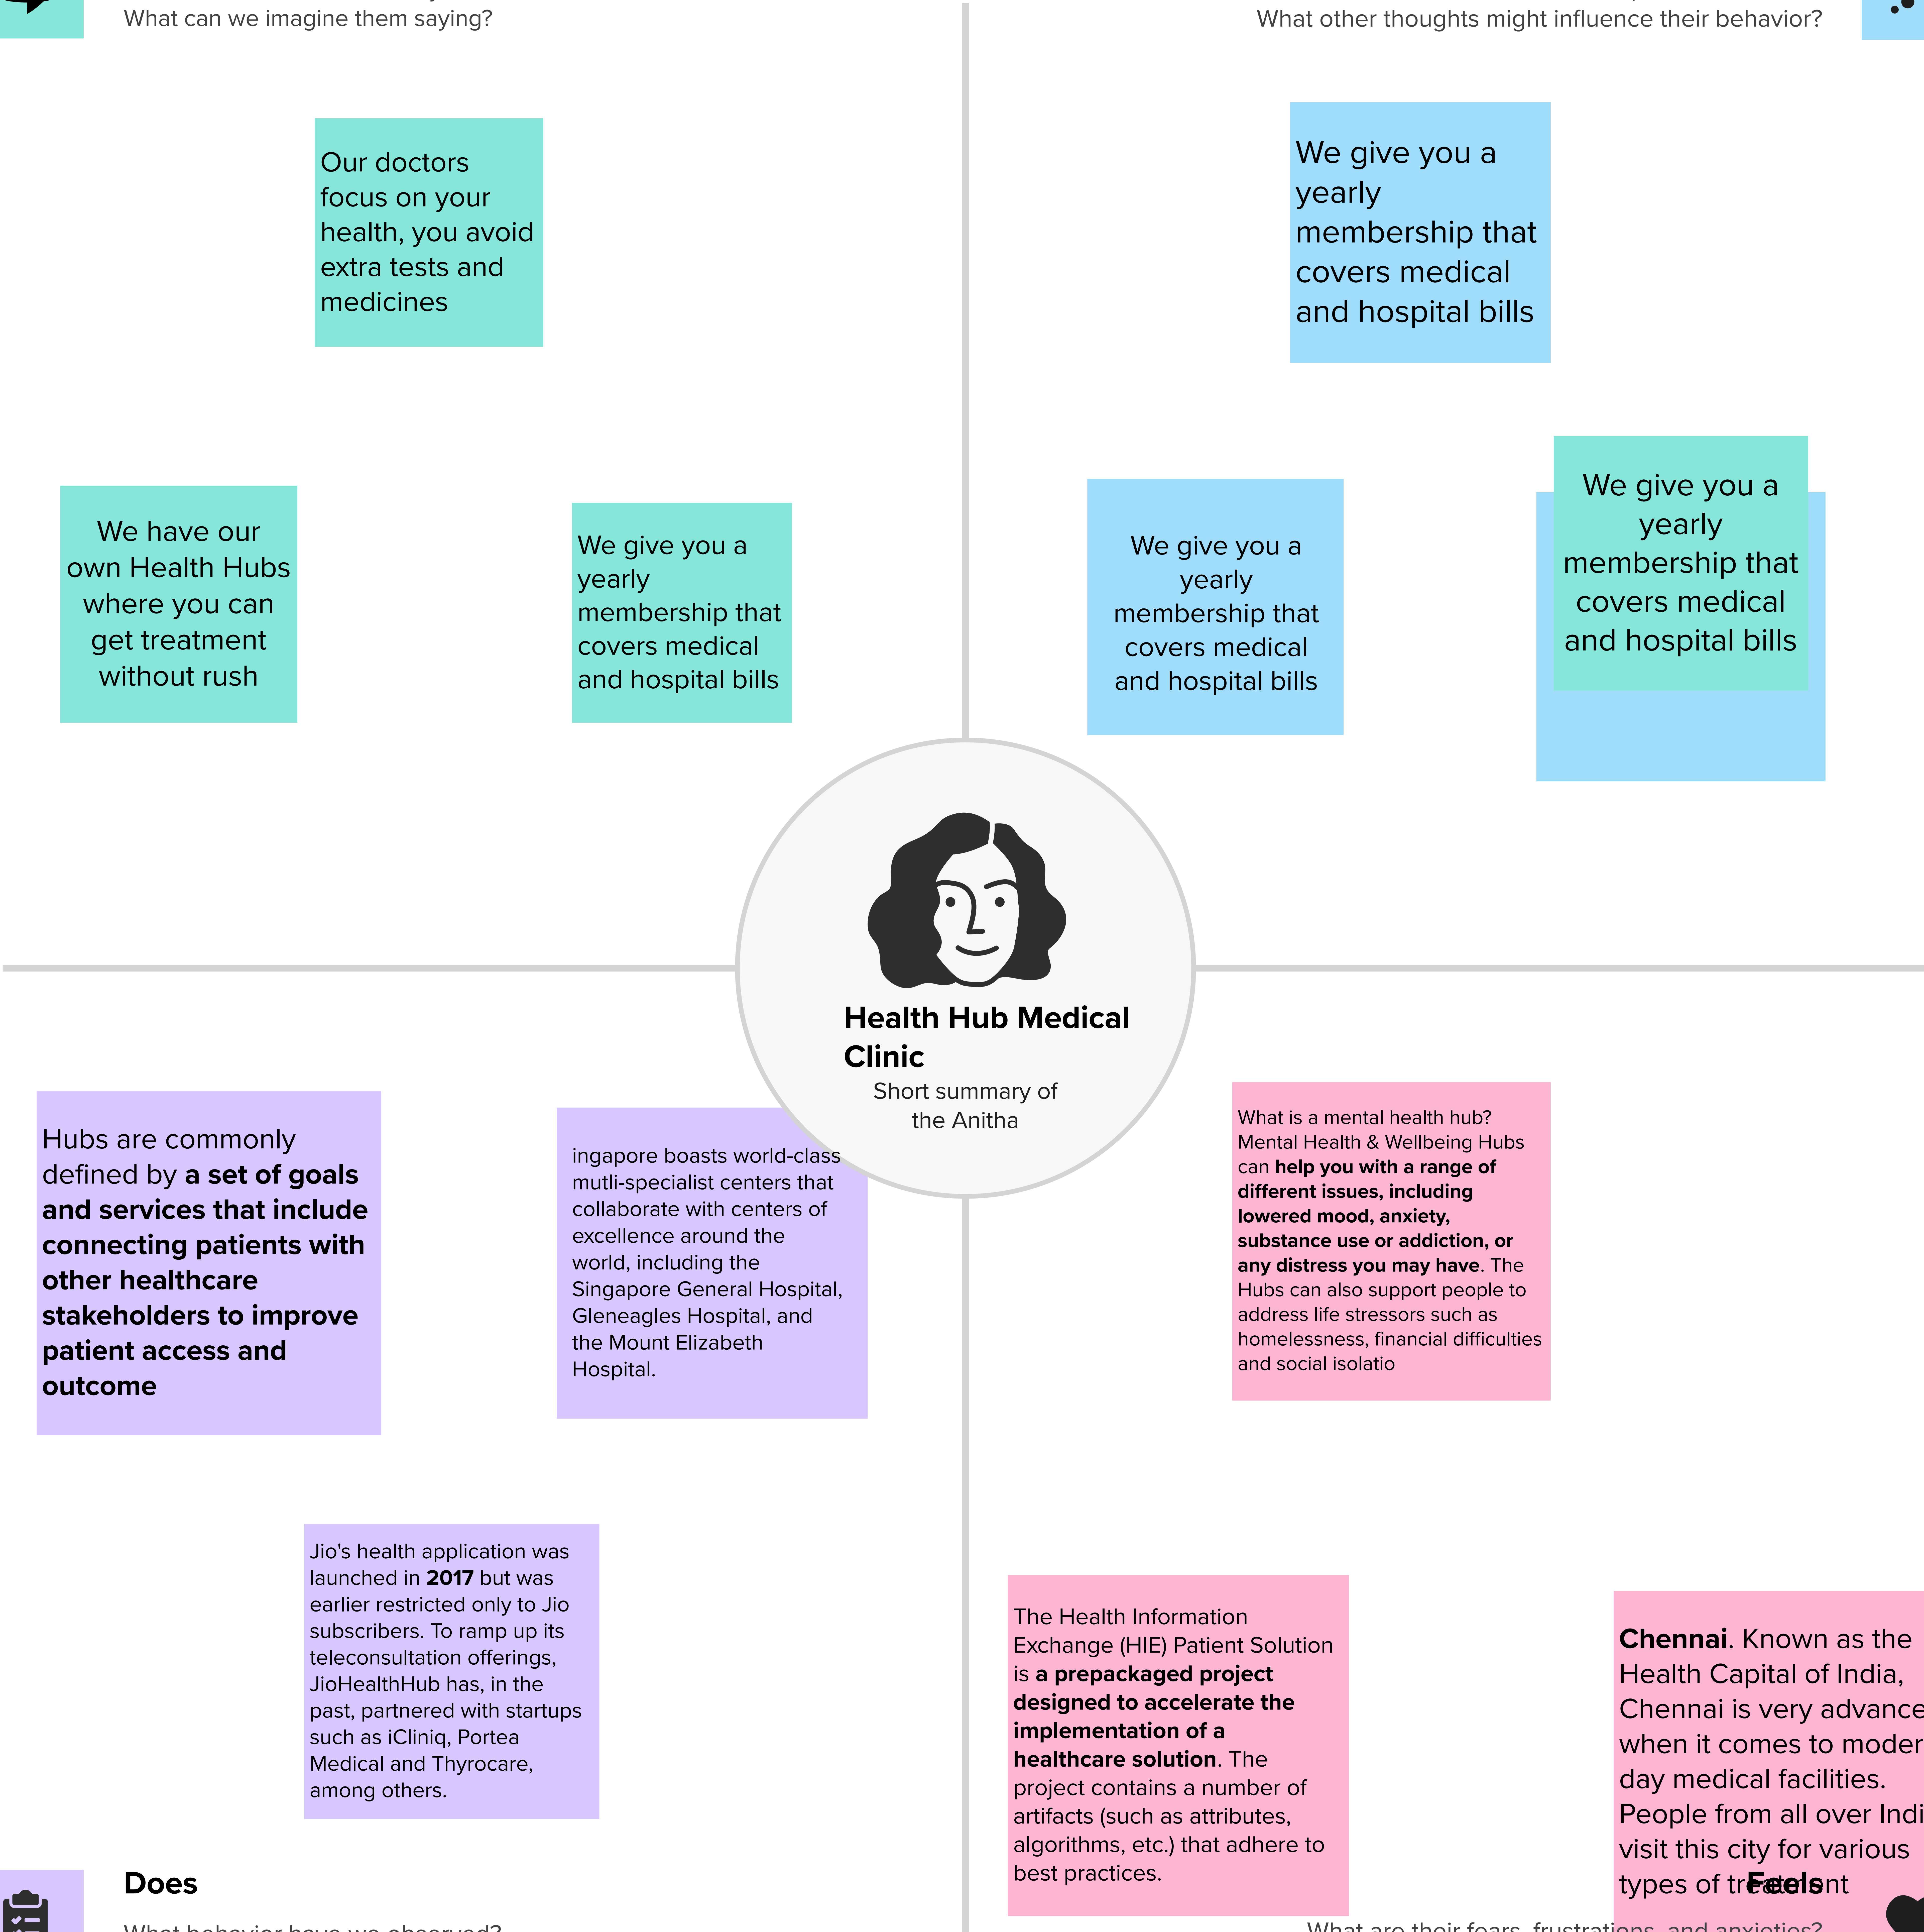 What can we imagine them saying?
What other thoughts might influence their behavior?
Our doctors
focus on your
health, you avoid
extra tests and
medicines
We have our
own Health Hubs
where you can
get treatment
without rush
We give you a
yearly
membership that
covers medical
and hospital bills
We give you a
yearly
membership that
covers medical
and hospital bills
We give you a
yearly
membership that
covers medical
and hospital bills
We give you a
yearly
membership that
covers medical
and hospital bills
Health Hub Medical
Clinic
Short summary of
the Anitha
Hubs are commonly
defined by a set of goals
and services that include
connecting patients with
other healthcare
stakeholders to improve
patient access and
outcome
ingapore boasts world-class
mutli-specialist centers that
collaborate with centers of
excellence around the
world, including the
Singapore General Hospital,
Gleneagles Hospital, and
the Mount Elizabeth
Hospital.
Jio's health application was
launched in 2017 but was
earlier restricted only to Jio
subscribers. To ramp up its
teleconsultation offerings,
JioHealthHub has, in the
past, partnered with startups
such as iCliniq, Portea
Medical and Thyrocare,
among others.
Does
What behavior have we observed?
What is a mental health hub?
Mental Health & Wellbeing Hubs
can help you with a range of
different issues, including
lowered mood, anxiety,
substance use or addiction, or
any distress you may have. The
Hubs can also support people to
address life stressors such as
homelessness, financial difficulties
and social isolatio
The Health Information
Exchange (HIE) Patient Solution
is a prepackaged project
designed to accelerate the
implementation of a
healthcare solution. The
project contains a number of
artifacts (such as attributes,
algorithms, etc.) that adhere to
best practices.
Chennai. Known as the
Health Capital of India,
Chennai is very advance
when it comes to moder
day medical facilities.
People from all over Indi
visit this city for various
types of treatment
Feels
What are their fears, frustrations, and anxieties?